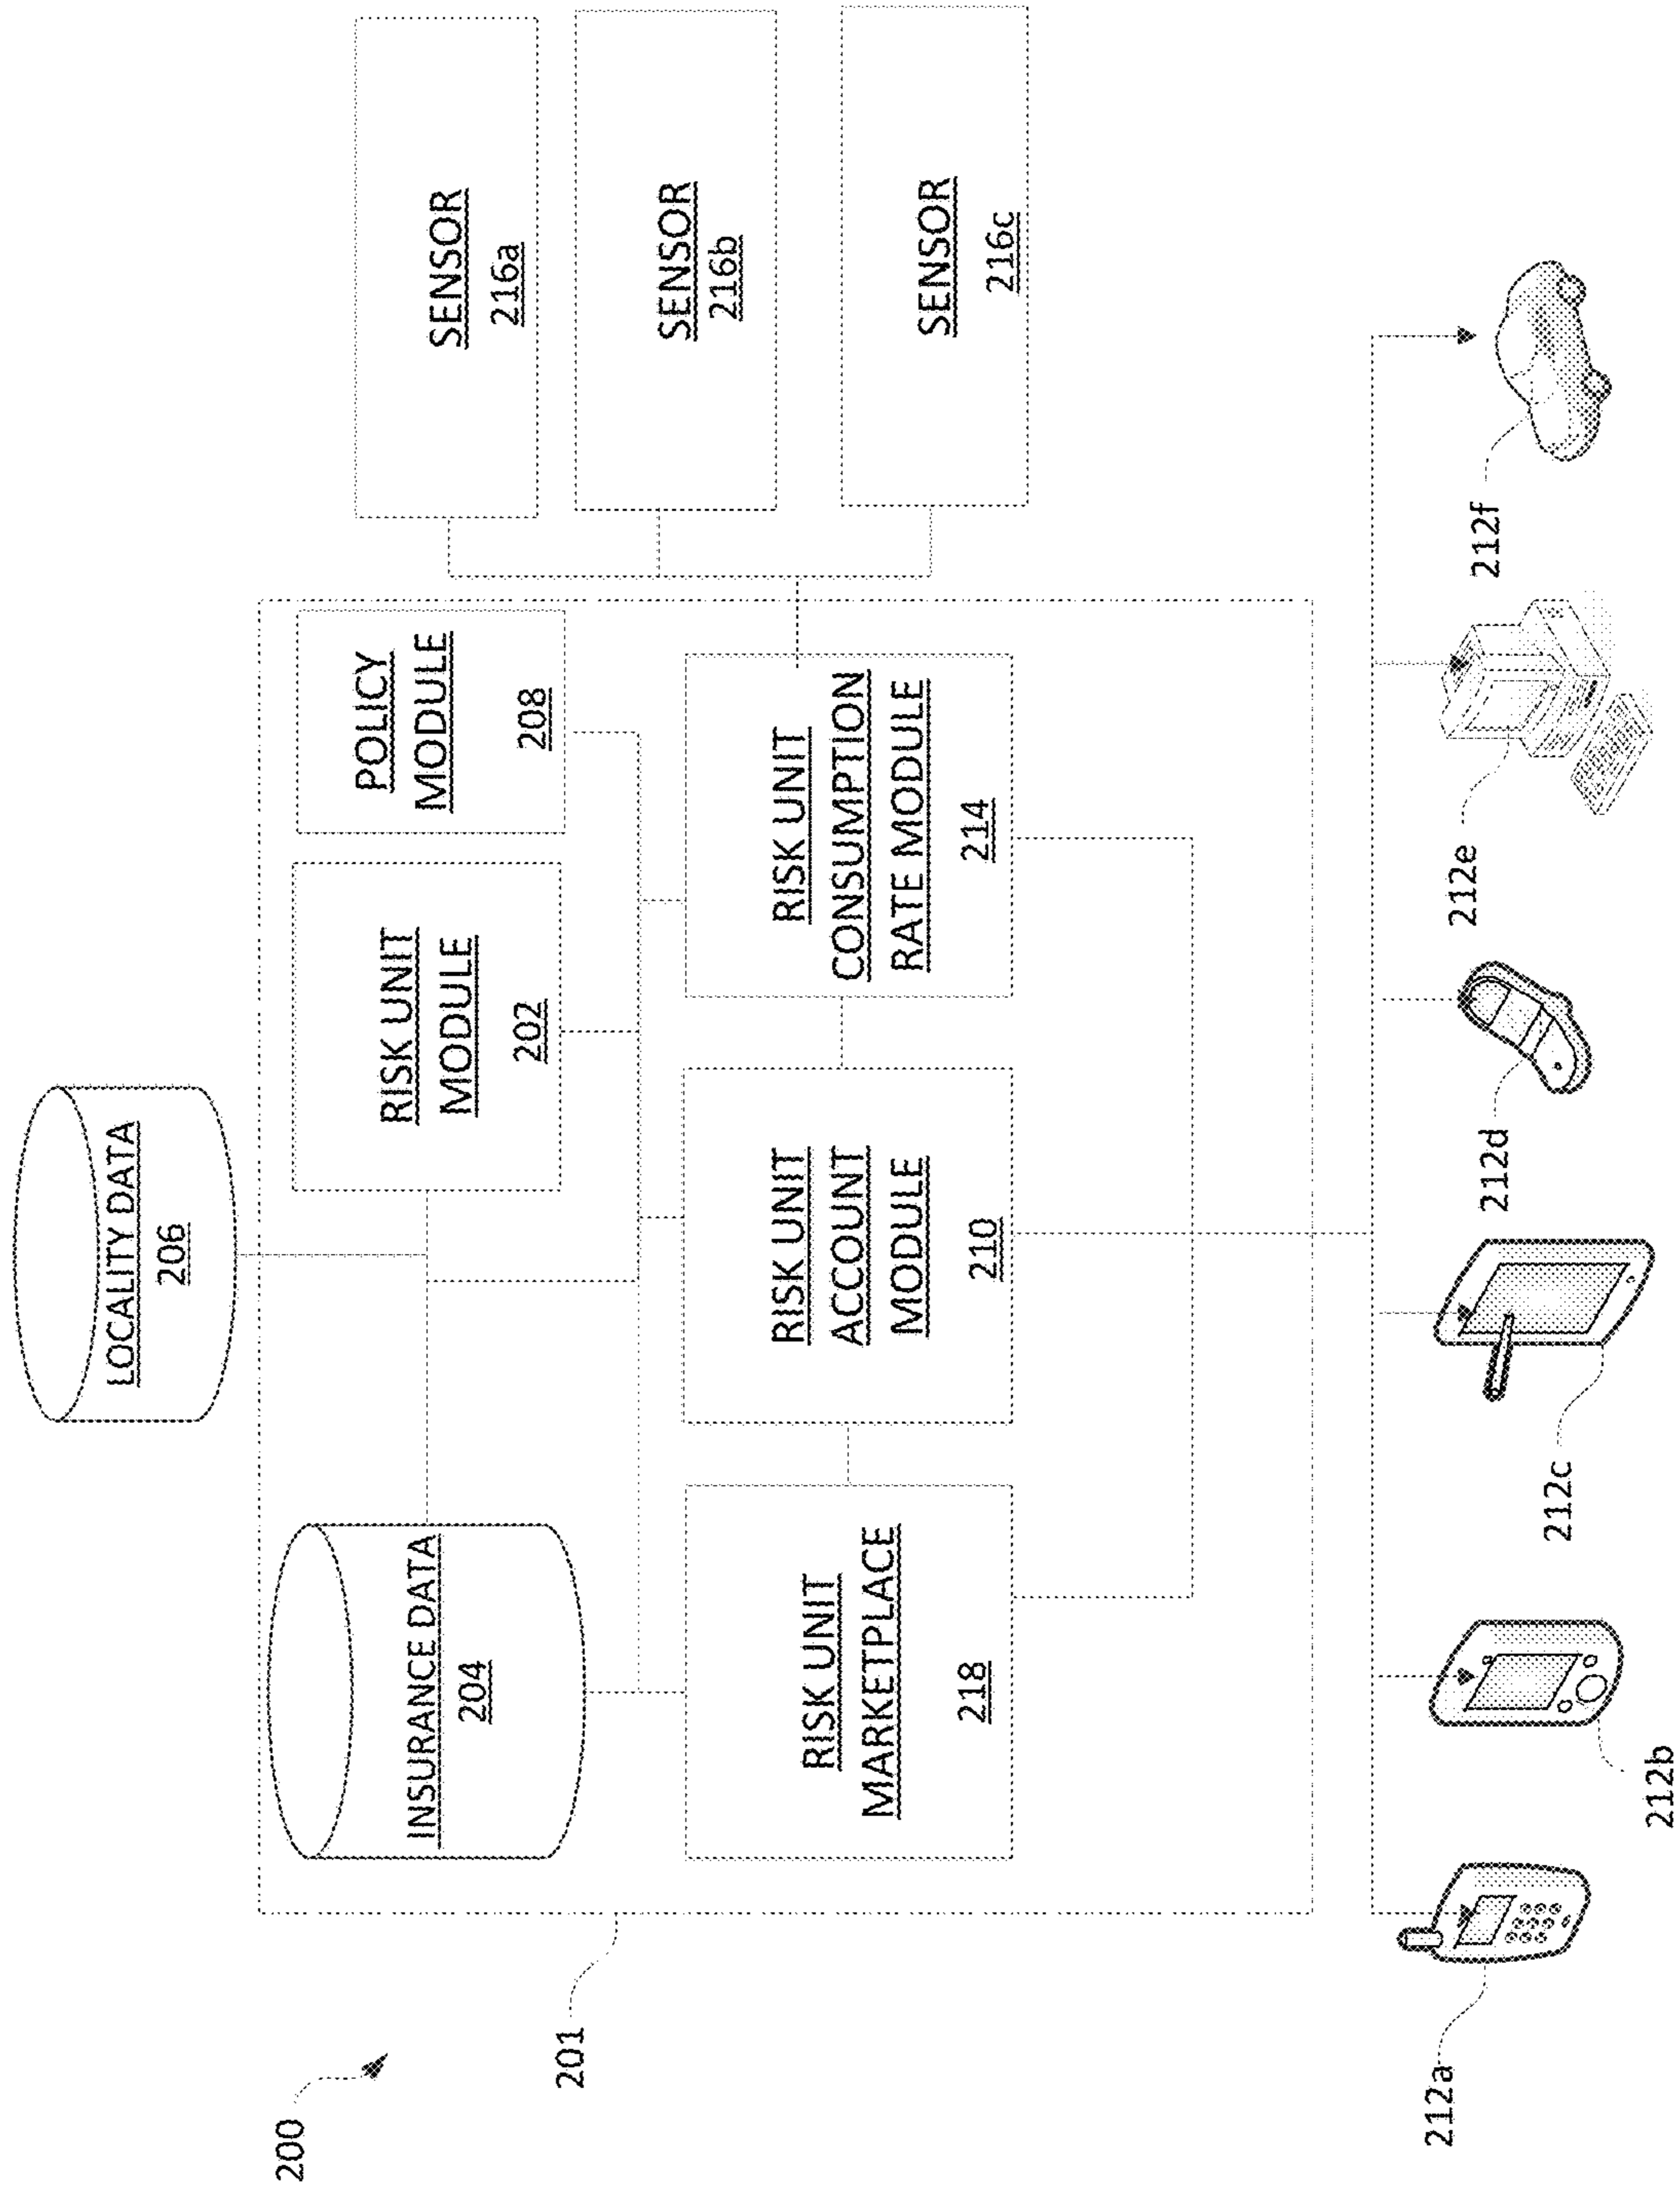 200
201
LOCALITY DATA
206
INSURANCE DATA
204
RISK UNIT
MODULE
202
POLICY
MODULE
208
RISK UNIT
MARKETPLACE
218
RISK UNIT
ACCOUNT
MODULE
210
RISK UNIT
CONSUMPTION
RATE MODULE
214
SENSOR
216a
SENSOR
216b
SENSOR
216c
212a
212b
212c
212d
212e
212f